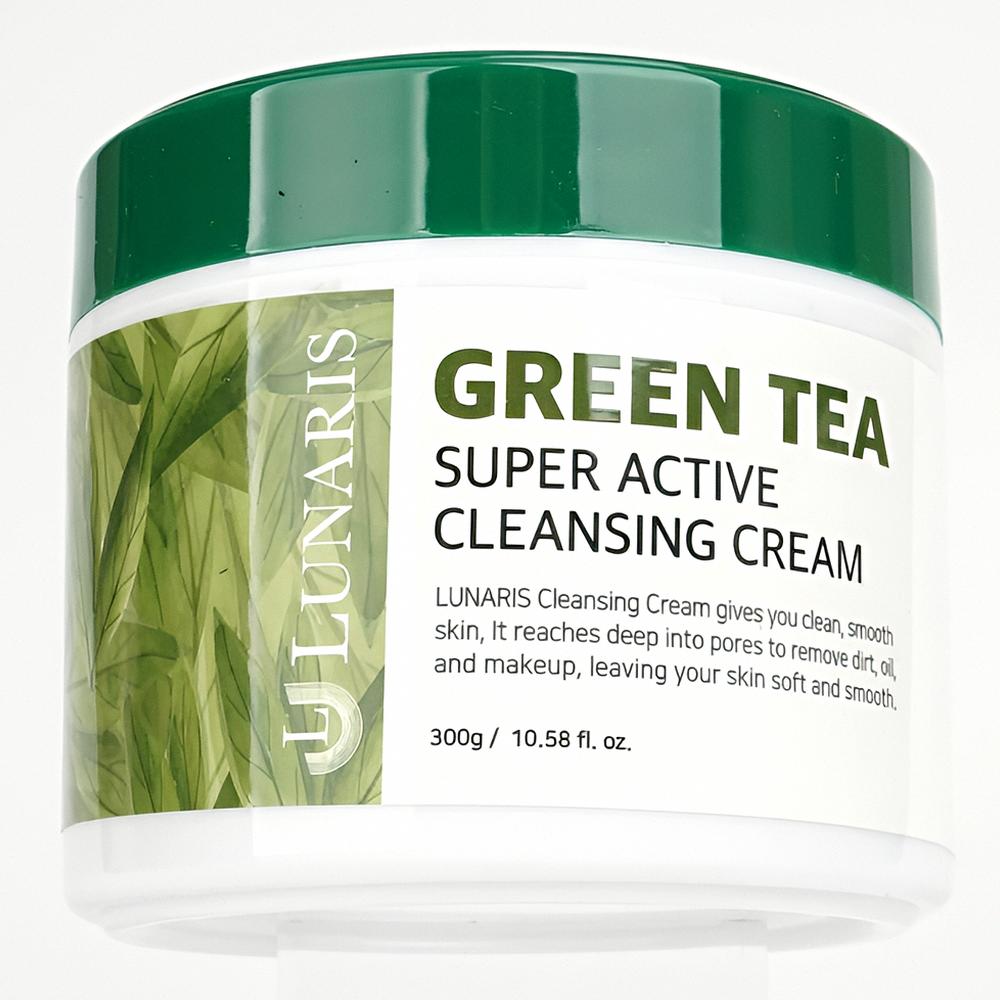 LUNARIS
GREEN TEA
SUPER ACTIVE
CLEANSING CREAM
LUNARIS Cleansing Cream gives you clean, smooth
skin, It reaches deep into pores to remove dirt, oil,
and makeup, leaving your skin soft and smooth.
300g / 10.58 fl. oz.